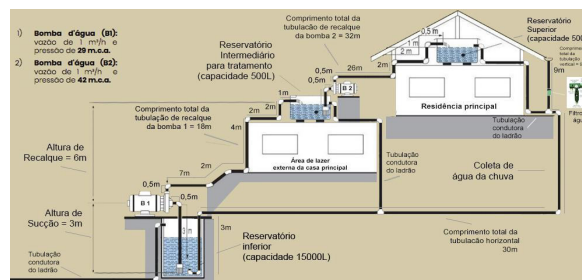 1) Bomba d'água (B1):
vazão de 1 m³/h e
pressão de 29 m.c.a.
2) Bomba d'água (B2):
vazão de 1 m³/h e
pressão de 42 m.c.a.
Comprimento total da
tubulação de recalque
da bomba 2 = 32m
Reservatório
Superior
(capacidade 500
0,5m
1m
2m
Reservatório
Intermediário
para tratamento
(capacidade 500L)
0,5m
0,5m
26m
2m
B 2
9m
Comprimento total da
tubulação de recalque
da bomba 1 = 18m
2m
2m
1m
4m
Residência principal
Filtro
água
Altura de
Recalque = 6m
Área de lazer
externa da casa principal
Tubulação
condutora
do ladrão
Tubulação
condutora
do ladrão
Coleta de
água da chuva
2m
7m
0,5m
0,5m
B 1
Altura de
Sucção = 3m
3m
Reservatório
inferior
(capacidade 15000L)
Comprimento total da
tubulação horizontal
30m
Tubulação
condutora
do ladrão